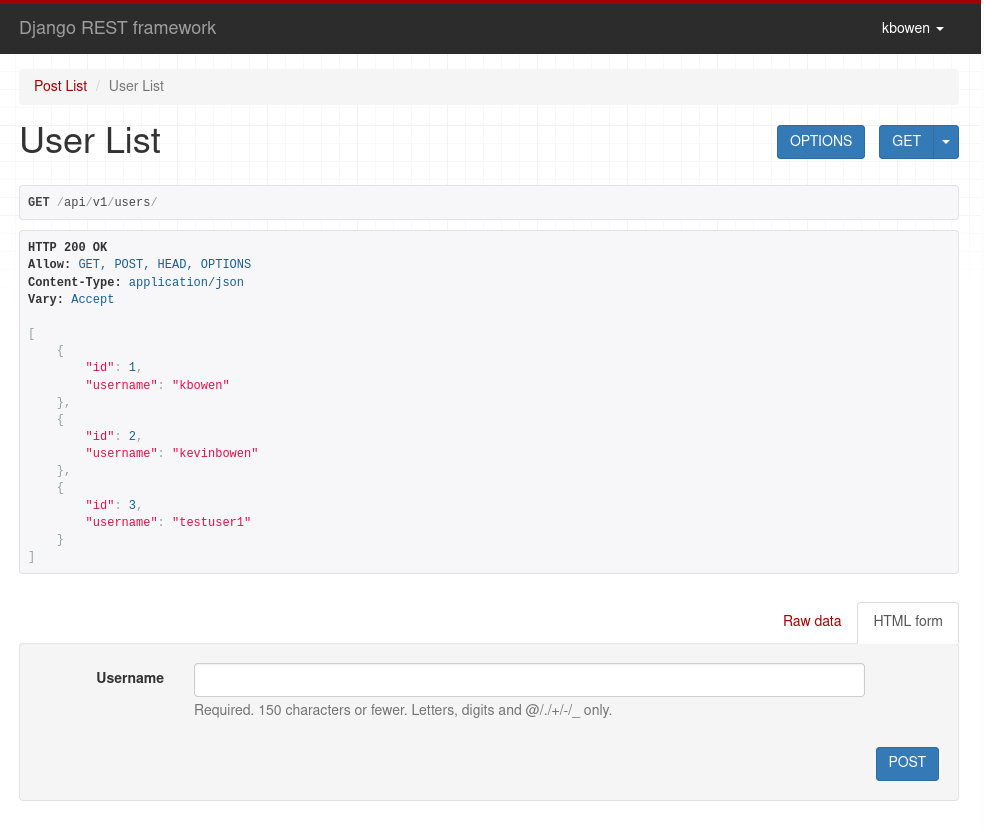 Django REST framework
kbowen
Post List / User List
User List
OPTIONS
GET
GET /api/v1/users/
HTTP 200 OK
Allow: GET, POST, HEAD, OPTIONS
Content-Type: application/json
Vary: Accept
[
    {
        "id": 1,
        "username": "kbowen"
    },
    {
        "id": 2,
        "username": "kevinbowen"
    },
    {
        "id": 3,
        "username": "testuser1"
    }
]
Raw data
HTML form
Username
Required. 150 characters or fewer. Letters, digits and @/./+/-/_ only.
POST